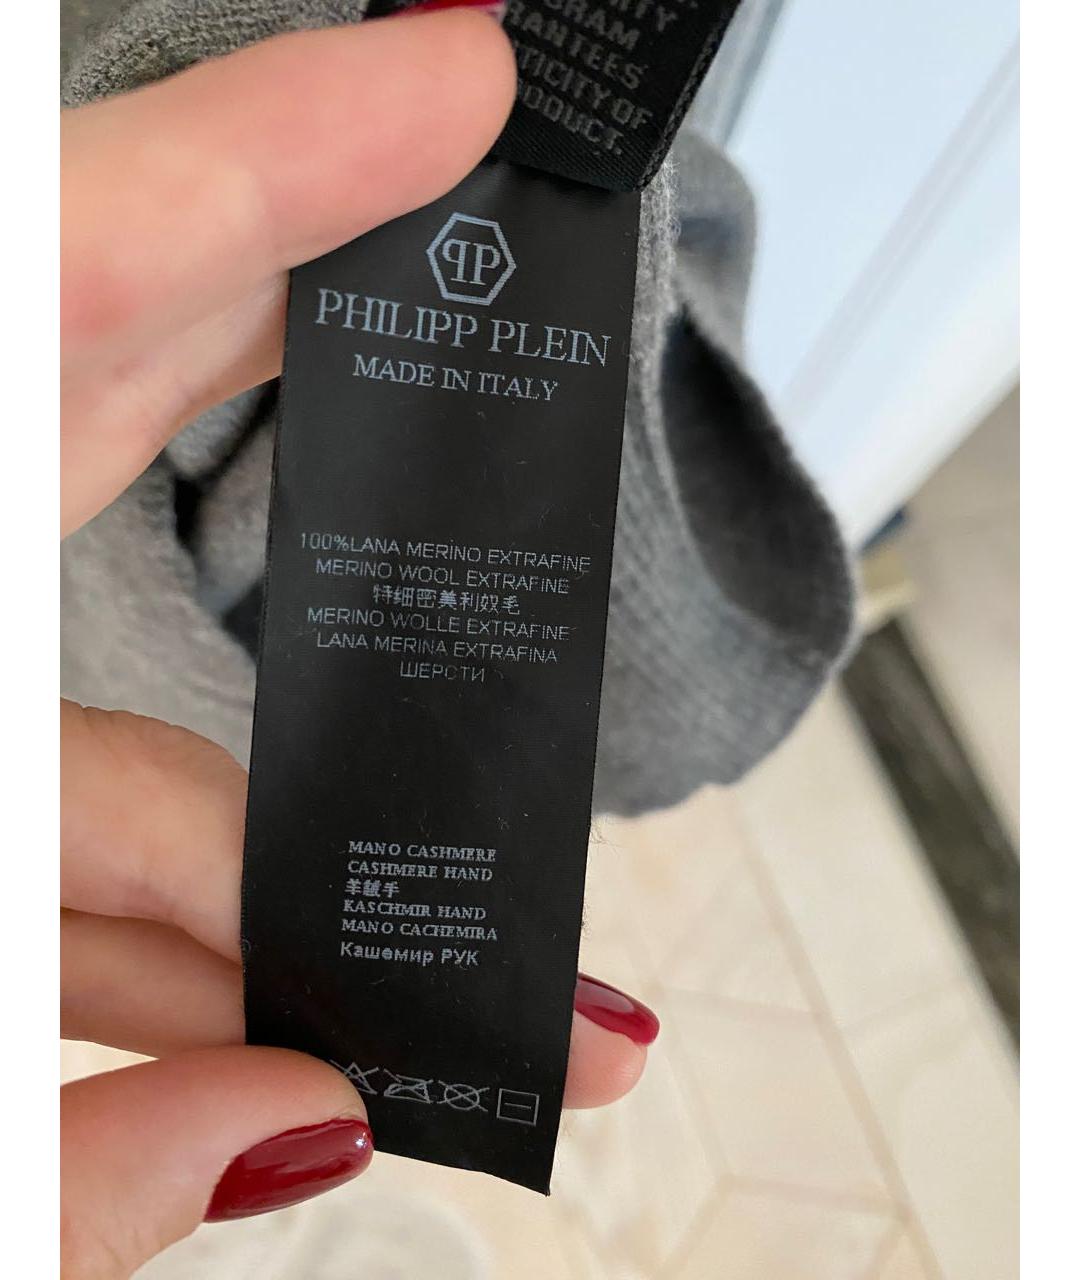 GRAM
PHILIPP PLEIN
MADE IN ITALY
100%LANA MERINO EXTRAFINE
MERINO WOOL EXTRAFINE
特细密美利奴毛
MERINO WOLLE EXTRAFINE
LANA MERINA EXTRAFINA
ШЕРСТИ
MANO CASHMERE
CASHMERE HAND
羊绒手
KASCHMIR HAND
MANO CACHEMIRA
Кашемир РУК